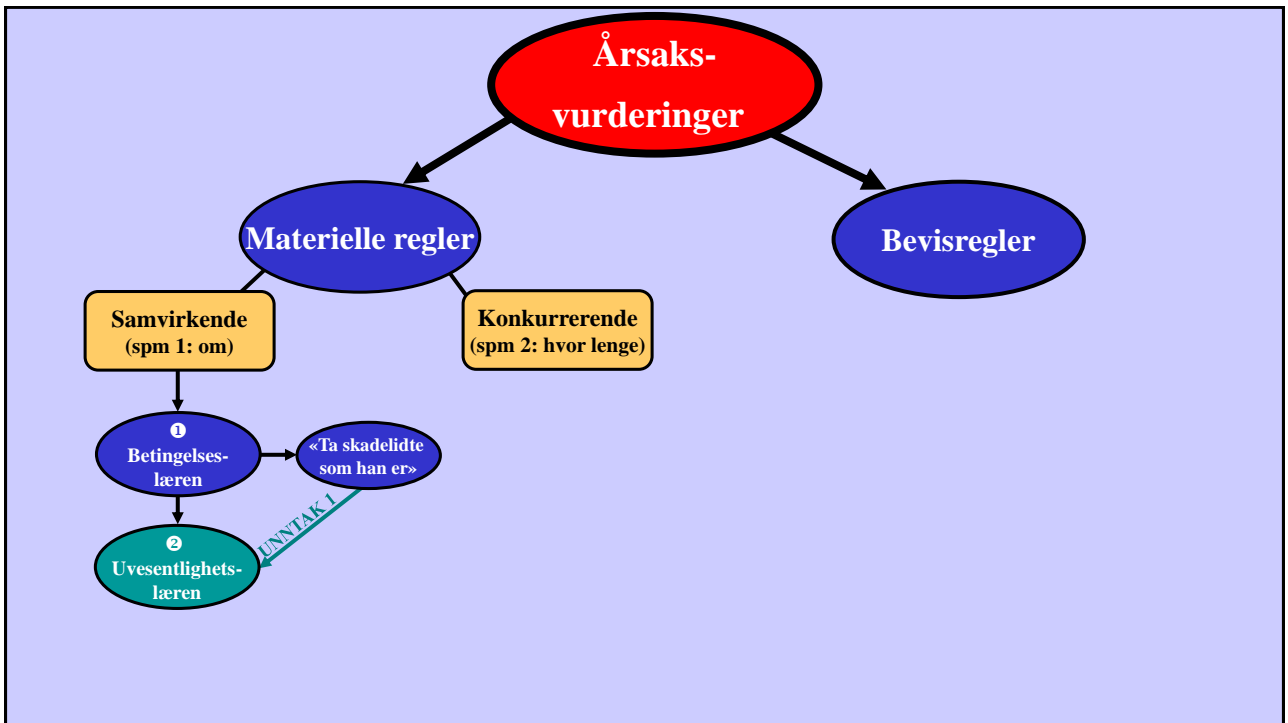 Årsaks-
vurderinger
Materielle regler
Bevisregler
Samvirkende
(spm 1: om)
Konkurrerende
(spm 2: hvor lenge)
❶
Betingelses-
læren
«Ta skadelidte
som han er»
UNNTAK 1
❷
Uvesentlighets-
læren